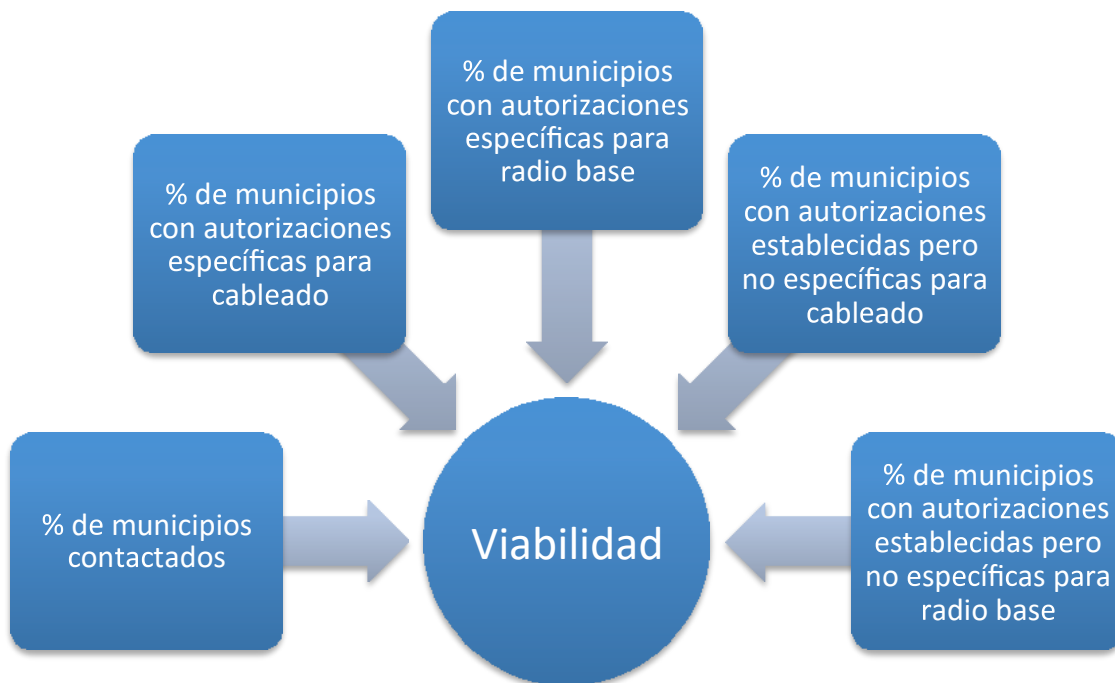 % de municipios
con autorizaciones
específicas para
radio base
% de municipios
con autorizaciones
específicas para
cableado
% de municipios
con autorizaciones
establecidas pero
no específicas para
cableado
% de municipios
contactados
Viabilidad
% de municipios
con autorizaciones
establecidas pero
no específicas para
radio base